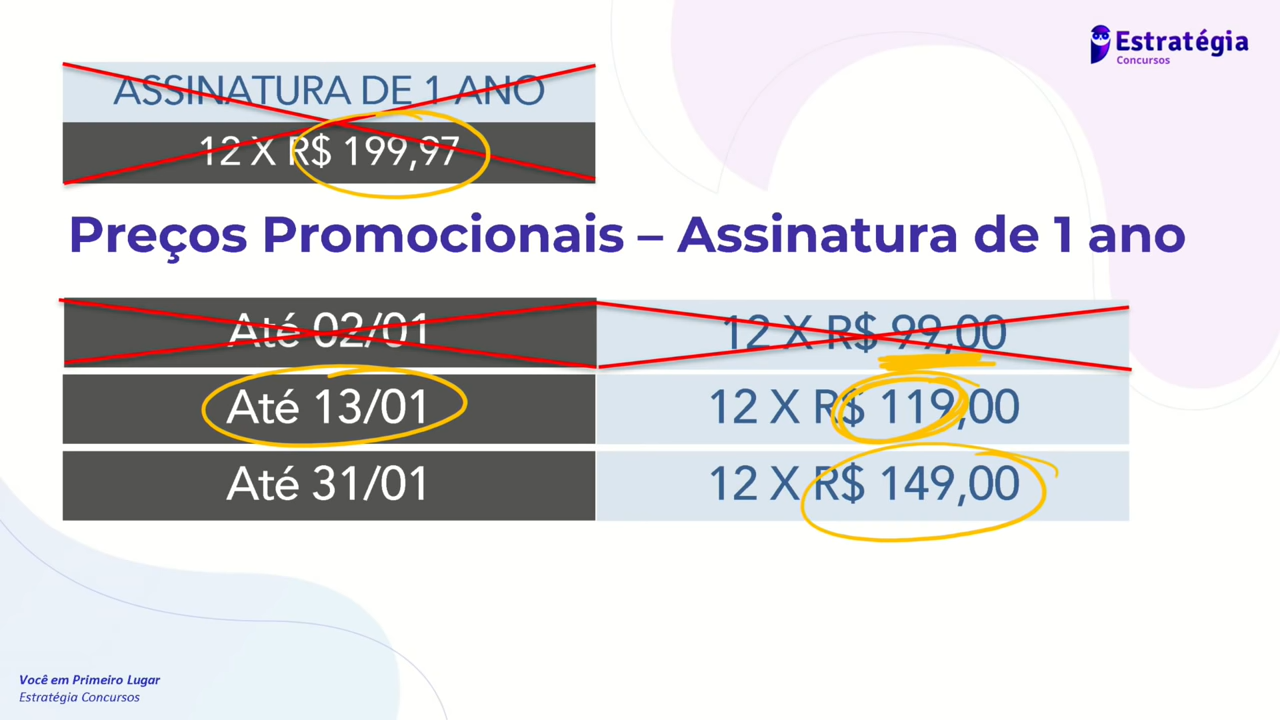 Estratégia
Concursos
ASSINATURA DE 1 ANO
12 X R$ 199,97
Preços Promocionais – Assinatura de 1 ano
Até 02/01 12 X R$ 99,00
Até 13/01 12 X R$ 119,00
Até 31/01 12 X R$ 149,00
Você em Primeiro Lugar
Estratégia Concursos